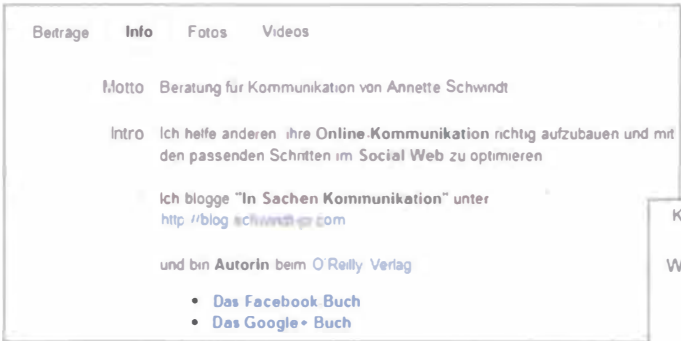 Beiträge Info Fotos Videos
Motto Beratung für Kommunikation von Annette Schwindt
Intro Ich helfe anderen ihre Online-Kommunikation richtig aufzubauen und mit
den passenden Schritten im Social Web zu optimieren
Ich blogge "In Sachen Kommunikation" unter
http://blog com
und bin Autorin beim O'Reilly Verlag
• Das Facebook Buch
• Das Google+ Buch
K
W